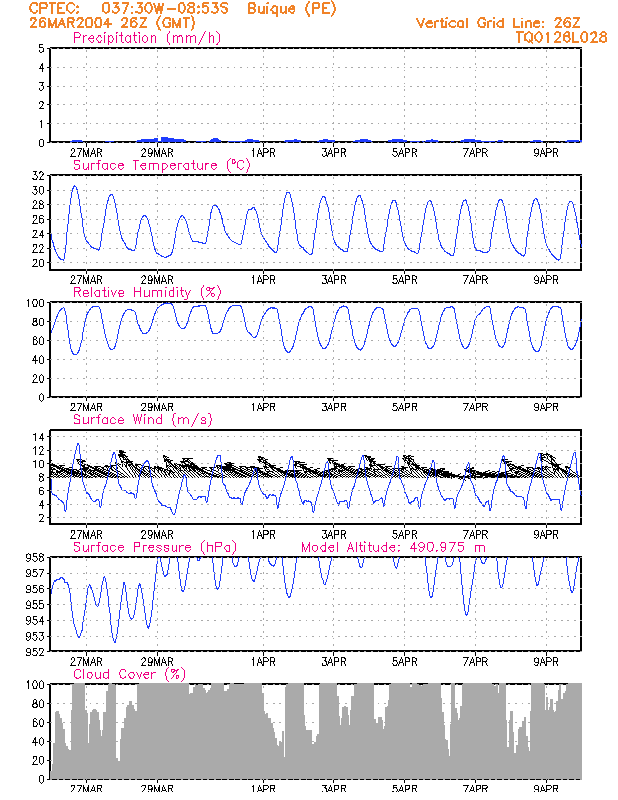 CPTEC: 037:30W-08:53S Buique (PE)
26MAR2004 26Z (GMT) Vertical Grid Line: 26Z
Precipitation (mm/h) TQ0126L028
5
4
3
2
1
0
27MAR 29MAR 1APR 3APR 5APR 7APR 9APR
Surface Temperature (°C)
32
30
28
26
24
22
20
27MAR 29MAR 1APR 3APR 5APR 7APR 9APR
Relative Humidity (%)
100
80
60
40
20
0
27MAR 29MAR 1APR 3APR 5APR 7APR 9APR
Surface Wind (m/s)
14
12
10
8
6
4
2
27MAR 29MAR 1APR 3APR 5APR 7APR 9APR
Surface Pressure (hPa) Model Altitude: 490.975 m
958
957
956
955
954
953
952
27MAR 29MAR 1APR 3APR 5APR 7APR 9APR
Cloud Cover (%)
100
80
60
40
20
0
27MAR 29MAR 1APR 3APR 5APR 7APR 9APR